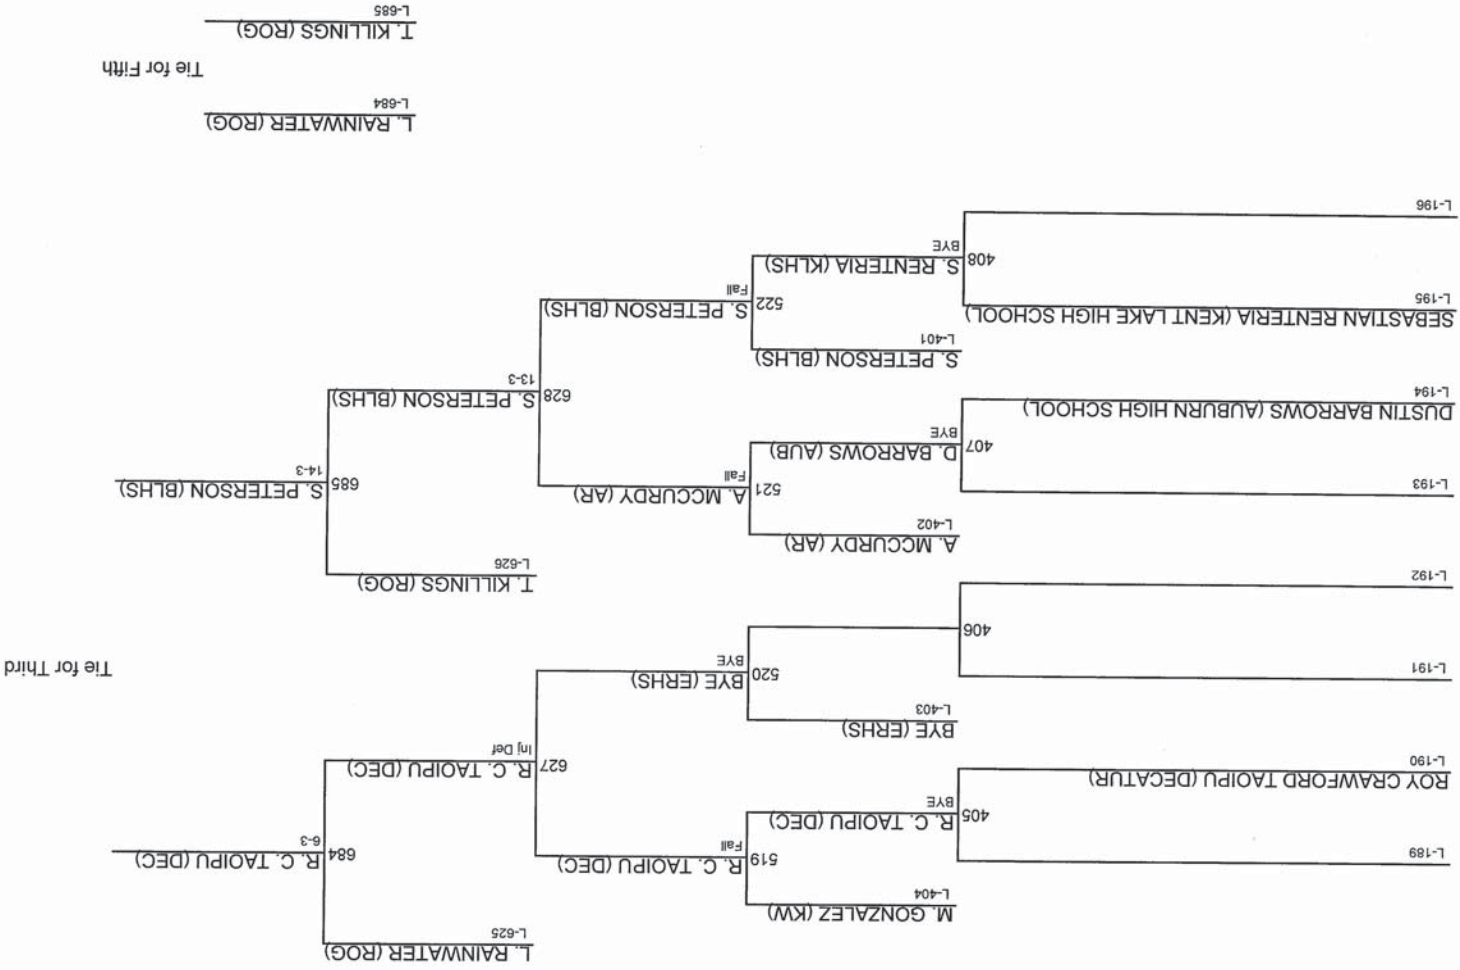 L-189
ROY CRAWFORD TAOIPU (DECATUR)
L-190
L-191
L-192
L-193
DUSTIN BARROWS (AUBURN HIGH SCHOOL)
L-194
SEBASTIAN RENTERIA (KENT LAKE HIGH SCHOOL)
L-195
L-196
M. GONZALEZ (KW)
L-404
405
R. C. TAOIPU (DEC)
BYE
BYE (ERHS)
L-403
406
A. MCCURDY (AR)
L-402
407
D. BARROWS (AUB)
BYE
S. PETERSON (BLHS)
L-401
408
S. RENTERIA (KLHS)
BYE
519
R. C. TAOIPU (DEC)
Fall
520
BYE (ERHS)
BYE
521
A. MCCURDY (AR)
Fall
522
S. PETERSON (BLHS)
Fall
L. RAINWATER (ROG)
L-625
627
R. C. TAOIPU (DEC)
Inj Def
T. KILLINGS (ROG)
L-626
628
S. PETERSON (BLHS)
13-3
684
R. C. TAOIPU (DEC)
6-3
Tie for Third
685
S. PETERSON (BLHS)
14-3
L. RAINWATER (ROG)
L-684
Tie for Fifth
T. KILLINGS (ROG)
L-685